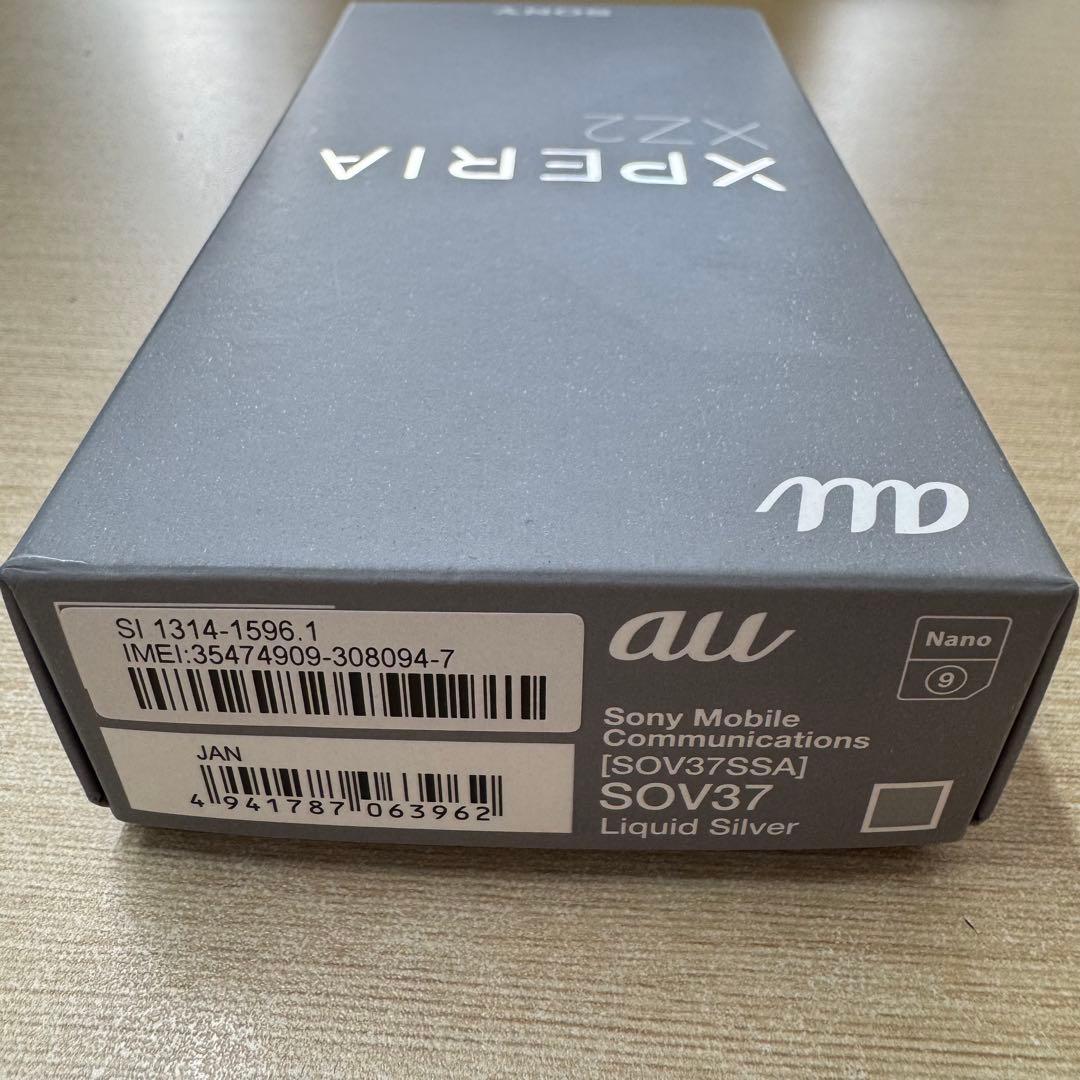 SONY
XZ2
XPERIA
au
SI 1314-1596.1
IMEI:35474909-308094-7
JAN
4 941787 063962
au
Nano
9
Sony Mobile
Communications
[SOV37SSA]
SOV37
Liquid Silver